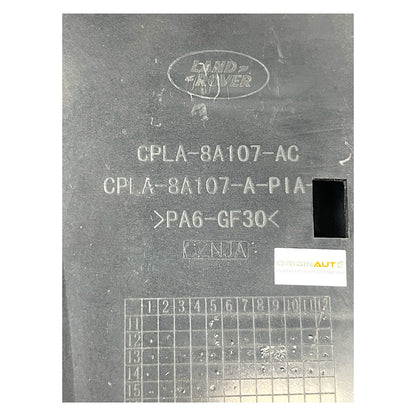 LAND
ROVER
CPLA-8A107-AC
CPLA-8A107-A-PIA-
>PA6-GF30<
CZNJA
ORIGINAUTO
1 2 3 4 5 6 7 8 9 10 11 12
11
12
13
14
15